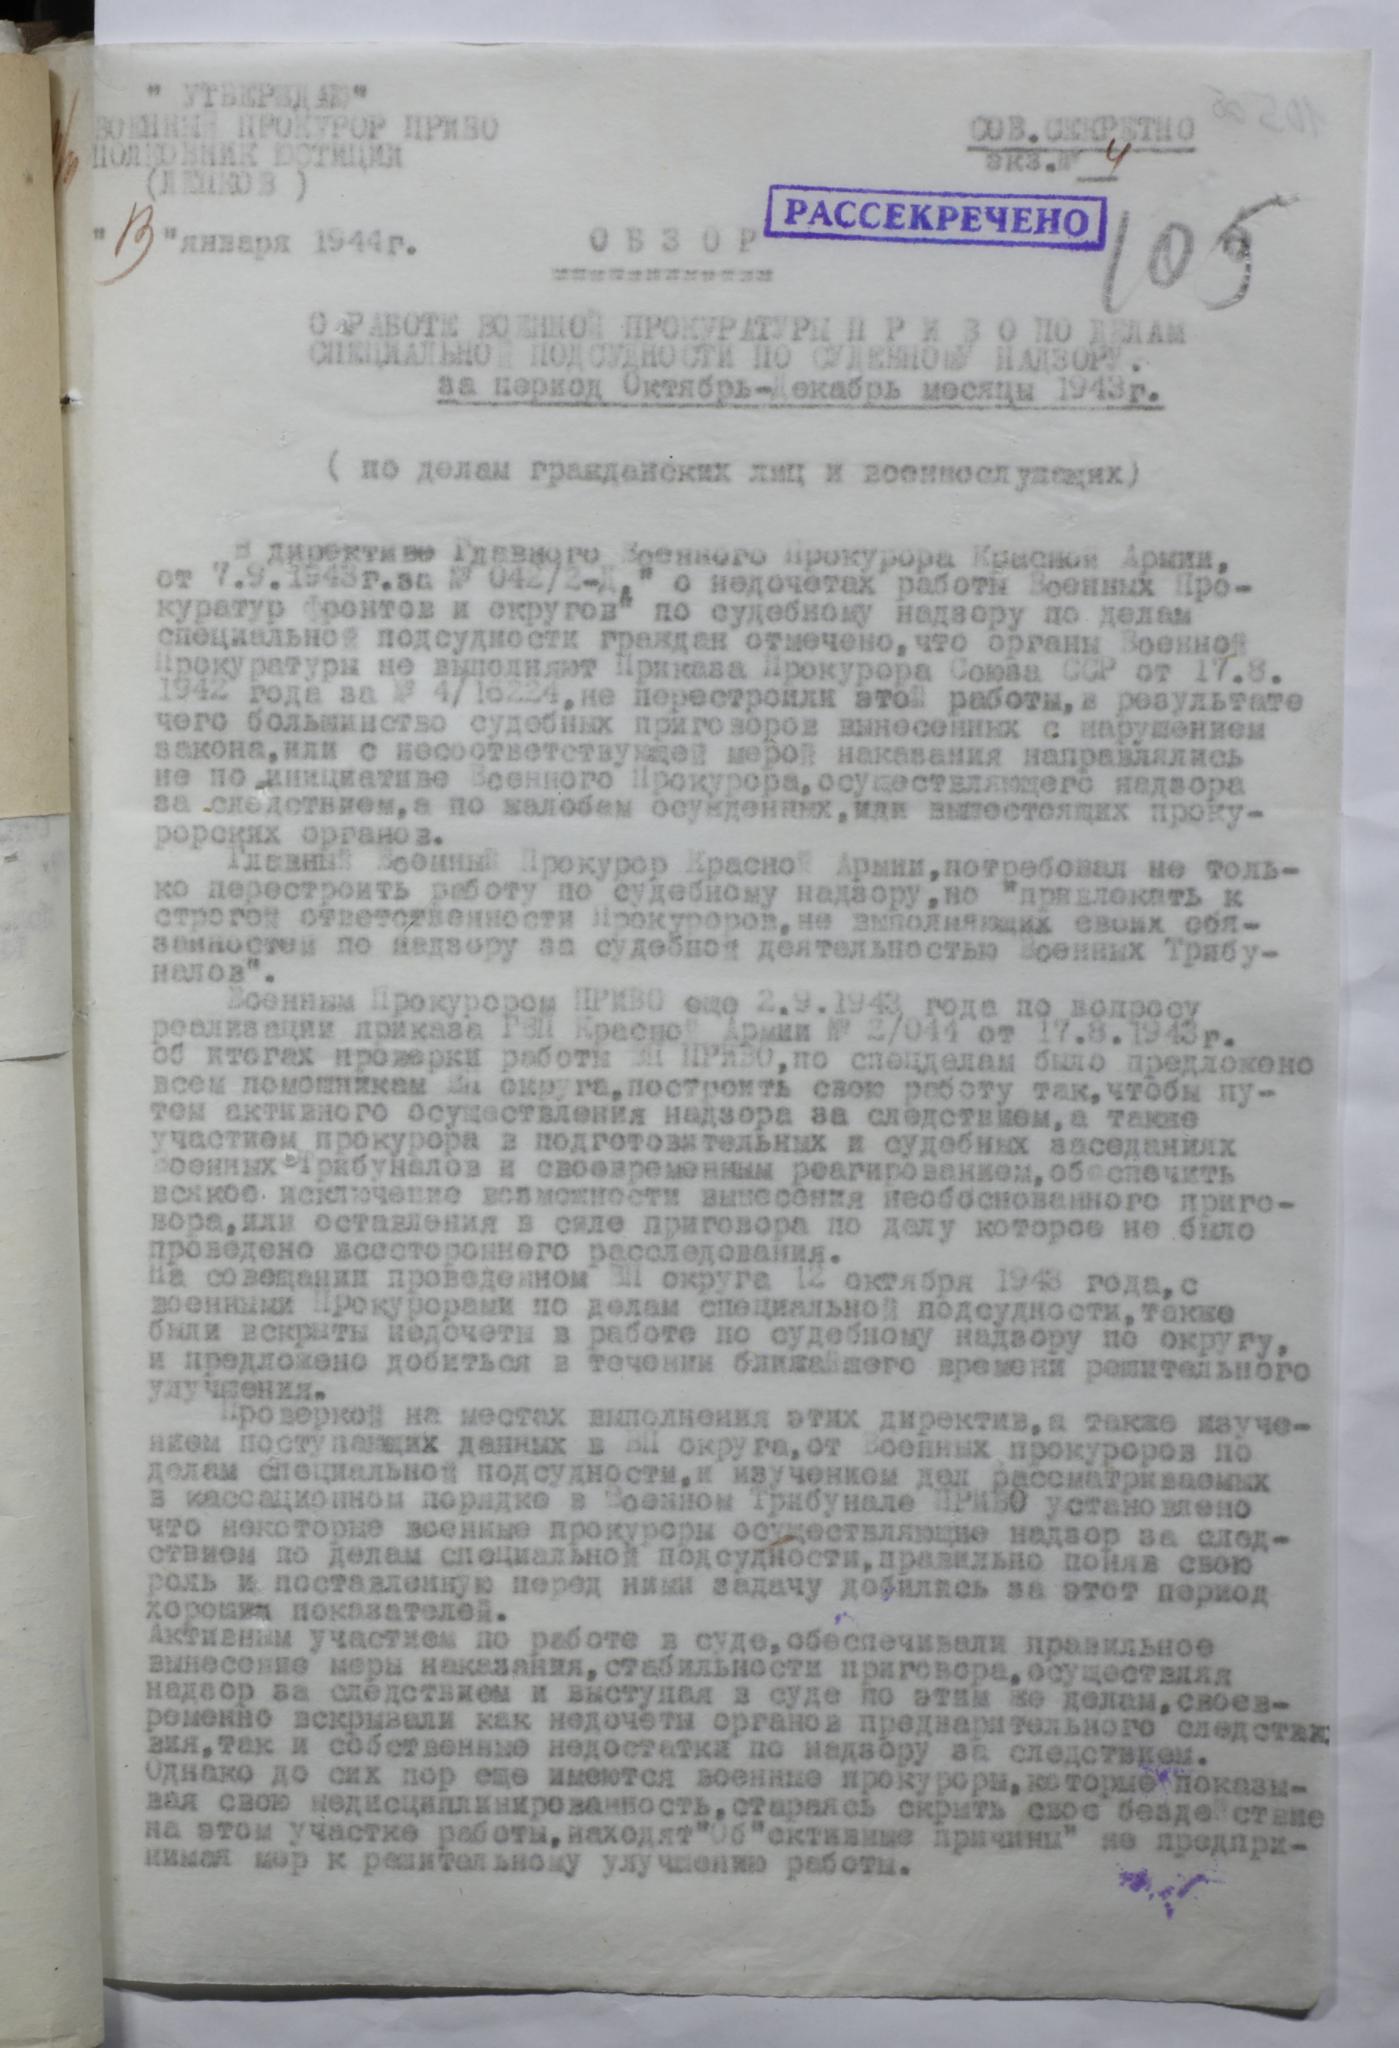 " УТВЕРЖДАЮ"
ВОЕННЫЙ ПРОКУРОР ПРИВО
ПОЛКОВНИК ЮСТИЦИИ
(ЛЕПКОВ )
"13"января 1944г.
СОВ.СЕКРЕТНО
экз.№ 4
РАССЕКРЕЧЕНО
105
О Б З О Р
О РАБОТЕ ВОЕННОЙ ПРОКУРАТУРЫ П Р И В О ПО ДЕЛАМ
СПЕЦИАЛЬНОЙ ПОДСУДНОСТИ ПО СУДЕБНОМУ НАДЗОРУ.
за период Октябрь-Декабрь месяцы 1943г.
( по делам гражданских лиц и военнослужащих)
В директиве Главного Военного Прокурора Красной Армии,
от 7.9.1943г.за № 042/2-Д," о недочетах работы Военных Про-
куратур фронтов и округов" по судебному надзору по делам
специальной подсудности граждан отмечено,что органы Военной
Прокуратуры не выполняют Приказа Прокурора Союза ССР от 17.8.
1942 года за № 4/16224,не перестроили этой работы,в результате
чего большинство судебных приговоров вынесенных с нарушением
закона,или с несоответствующей мерой наказания направлялись
не по инициативе Военного Прокурора,осуществляющего надзора
за следствием,а по жалобам осужденных,или вышестоящих проку-
рорских органов.
Главный Военный Прокурор Красной Армии,потребовал не толь-
ко перестроить работу по судебному надзору,но "привлекать к
строгой ответственности Прокуроров,не выполняющих своих обя-
занностей по надзору за судебной деятельностью Военных Трибу-
налов".
Военным Прокурором ПРИВО еще 2.9.1943 года по вопросу
реализации приказа ГВП Красной Армии № 2/044 от 17.8.1943г.
об итогах проверки работы ВП ПРИВО,по спецделам было предложено
всем помошникам ВП округа,построить свою работу так,чтобы пу-
тем активного осуществления надзора за следствием,а также
участием прокурора в подготовительных и судебных заседаниях
Военных Трибуналов и своевременным реагированием,обеспечить
всякое исключение возможности вынесения необоснованного приго-
вора,или оставления в силе приговора по делу которое не было
проведено всестороннего расследования.
На совещании проведенном ВП округа 12 октября 1943 года,с
военными Прокурорами по делам специальной подсудности,также
были вскрыты недочеты в работе по судебному надзору по округу,
и предложено добиться в течении ближайшего времени решительного
улучшения.
Проверкой на местах выполнения этих директив,а также изуче-
нием поступающих данных в ВП округа,от Военных прокуроров по
делам специальной подсудности,и изучением дел рассматриваемых
в кассационном порядке в Военном Трибунале ПРИВО установлено
что некоторые военные прокуроры осуществляющие надзор за след-
ствием по делам специальной подсудности,правильно поняв свою
роль и поставленную перед ними задачу добились за этот период
хороших показателей.
Активным участием по работе в суде,обеспечивали правильное
вынесение меры наказания,стабильности приговора,осуществляя
надзор за следствием и выступая в суде по этим же делам,своев-
ременно вскрывали как недочеты органов предварительного следст
вия,так и собственные недостатки по надзору за следствием.
Однако до сих пор еще имеются военные прокуроры,которые показы-
вая свою недисциплинированность,стараясь скрыть свое бездействие
на этом участке работы,находят"Об"ективные причины" не предпри-
нимая мер к решительному улучшению работы.